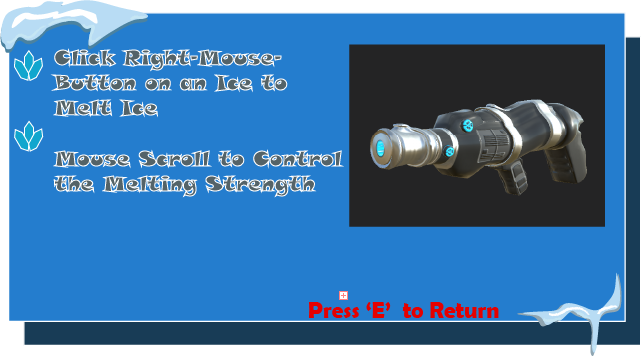 Click Right-Mouse-
Button on an Ice to
Melt Ice
Mouse Scroll to Control
the Melting Strength
Press ‘E’ to Return